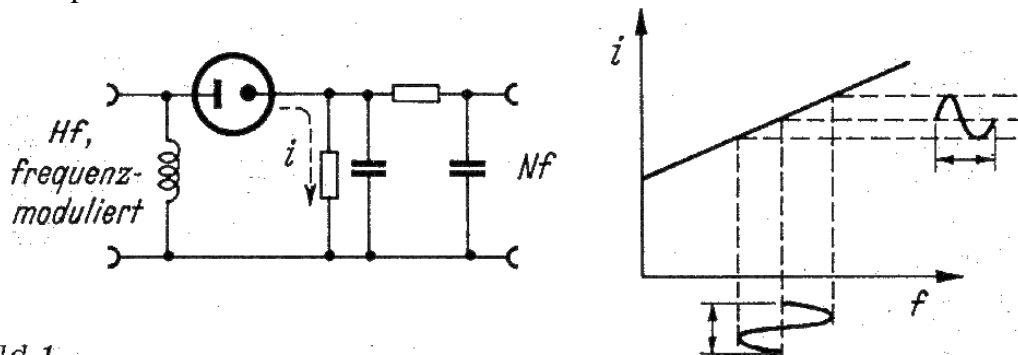 Hf,
frequenz-
moduliert
i
Nf
i
f